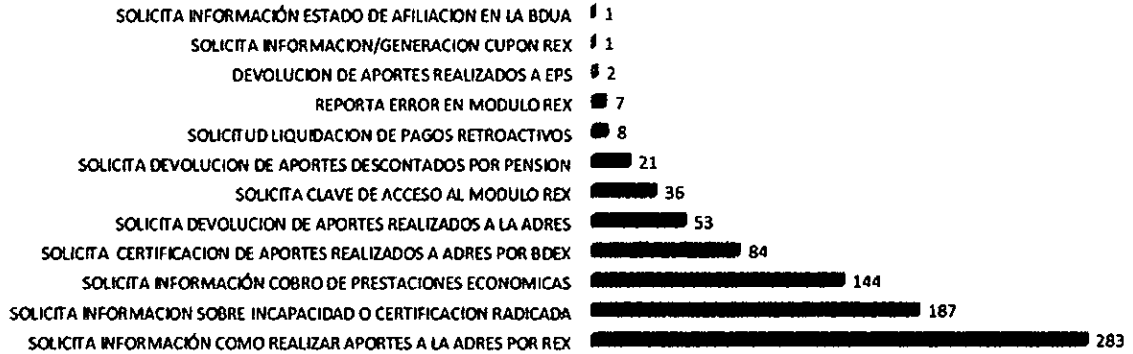 SOLICITA INFORMACIÓN ESTADO DE AFILIACION EN LA BDUA 1
SOLICITA INFORMACION/GENERACION CUPON REX 1
DEVOLUCION DE APORTES REALIZADOS A EPS 2
REPORTA ERROR EN MODULO REX 7
SOLICITUD LIQUIDACION DE PAGOS RETROACTIVOS 8
SOLICITA DEVOLUCION DE APORTES DESCONTADOS POR PENSION 21
SOLICITA CLAVE DE ACCESO AL MODULO REX 36
SOLICITA DEVOLUCION DE APORTES REALIZADOS A LA ADRES 53
SOLICITA CERTIFICACION DE APORTES REALIZADOS A ADRES POR BDEX 84
SOLICITA INFORMACIÓN COBRO DE PRESTACIONES ECONOMICAS 144
SOLICITA INFORMACION SOBRE INCAPACIDAD O CERTIFICACION RADICADA 187
SOLICITA INFORMACIÓN COMO REALIZAR APORTES A LA ADRES POR REX 283